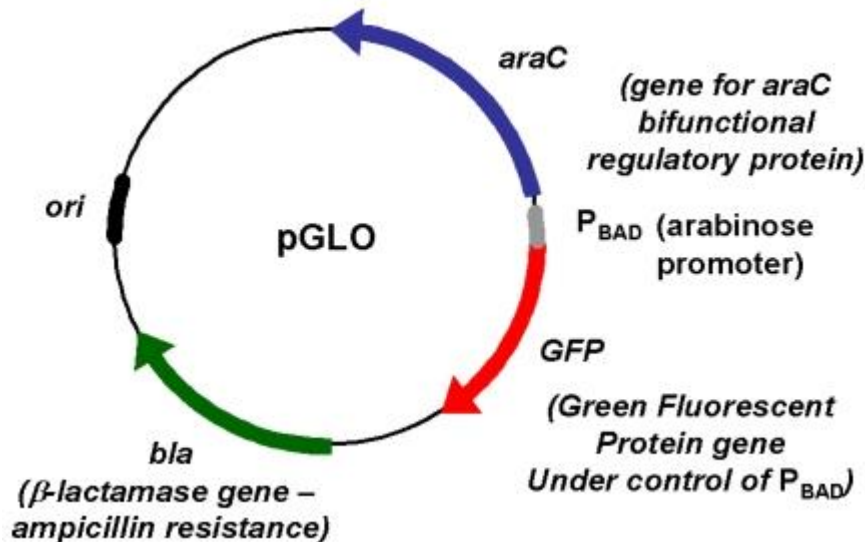 araC
(gene for araC
bifunctional
regulatory protein)
ori
pGLO
PBAD (arabinose
promoter)
GFP
(Green Fluorescent
Protein gene
Under control of PBAD)
bla
(β-lactamase gene –
ampicillin resistance)